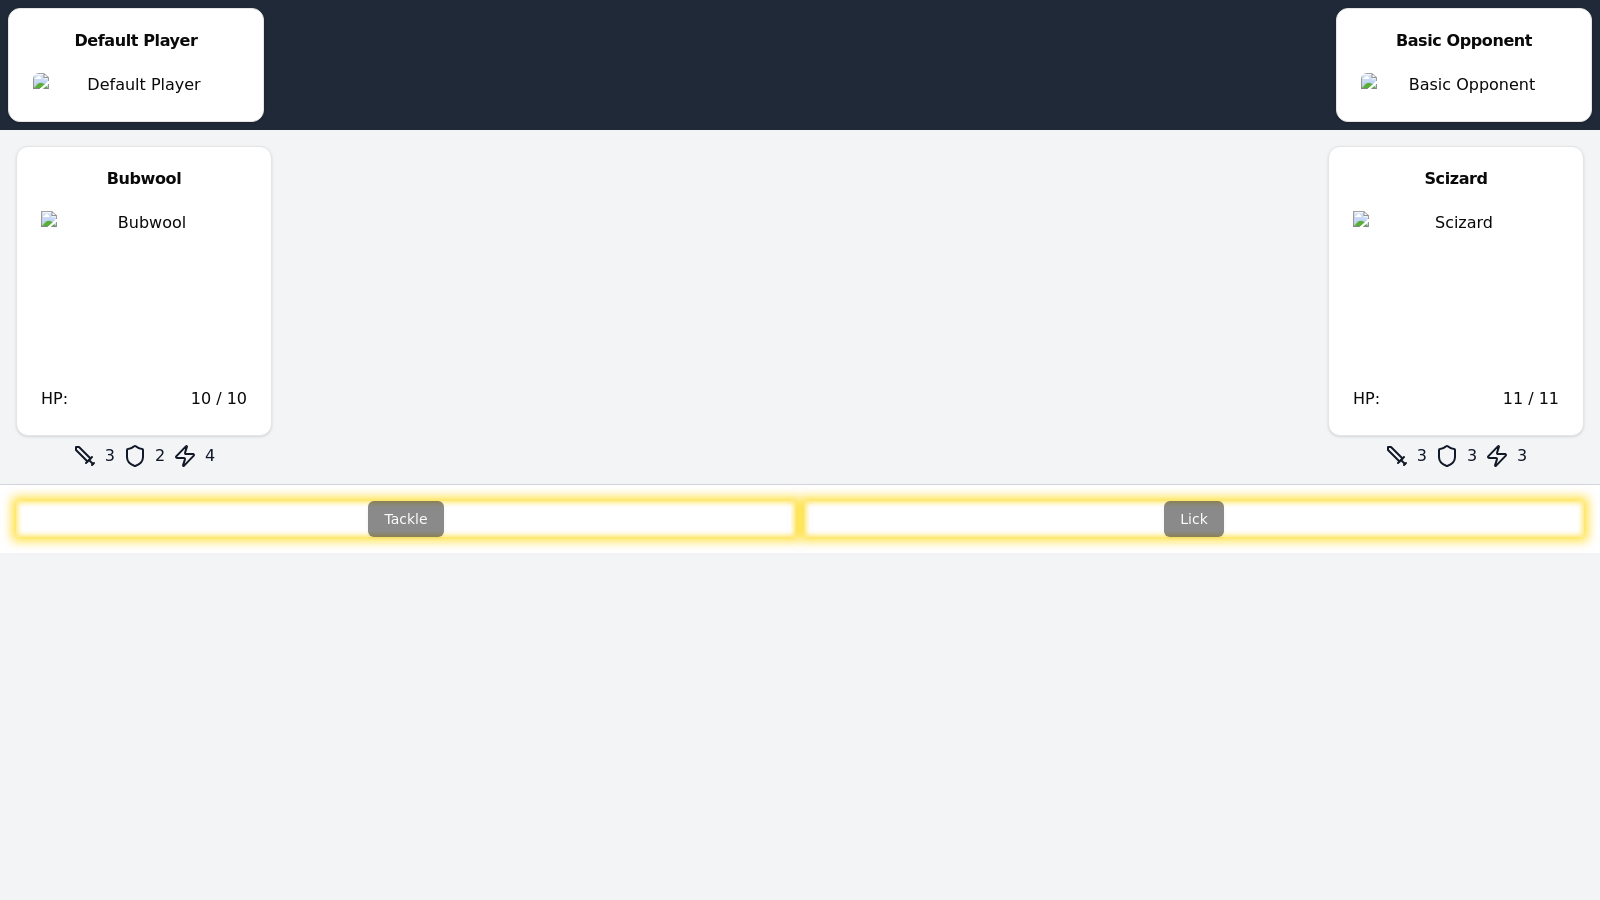 Default Player
Default Player
Basic Opponent
Basic Opponent
Bubwool
Bubwool
HP: 10 / 10
3 2 4
Scizard
Scizard
HP: 11 / 11
3 3 3
Tackle
Lick